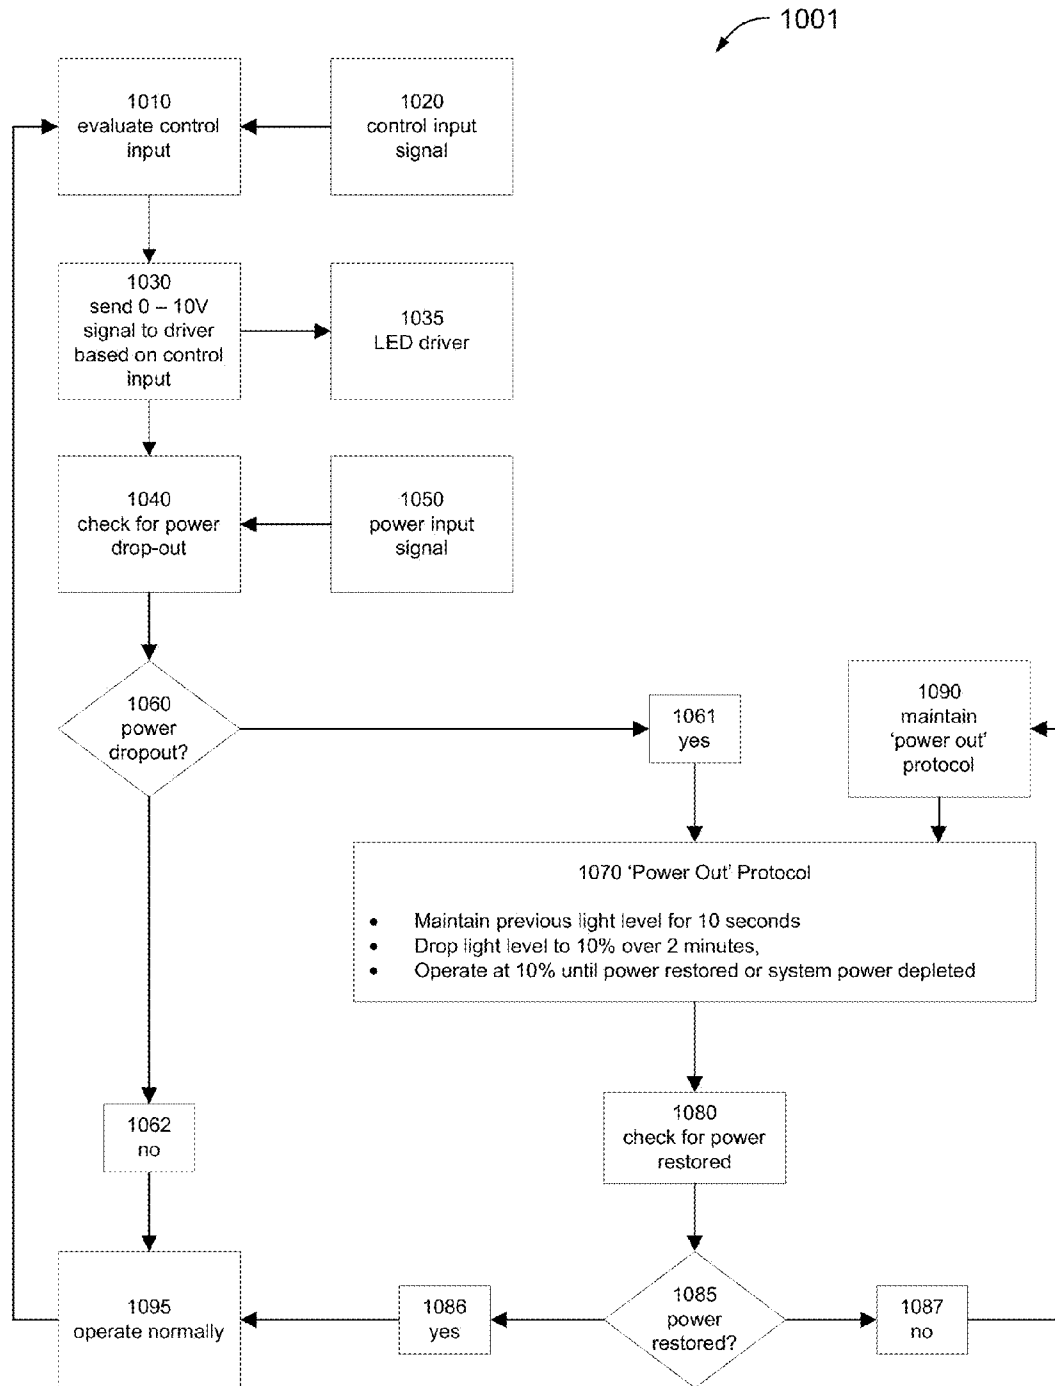 1001
1010
evaluate control
input
1020
control input
signal
1030
send 0 – 10V
signal to driver
based on control
input
1035
LED driver
1040
check for power
drop-out
1050
power input
signal
1060
power
dropout?
1061
yes
1090
maintain
‘power out’
protocol
1070 ‘Power Out’ Protocol
• Maintain previous light level for 10 seconds
• Drop light level to 10% over 2 minutes,
• Operate at 10% until power restored or system power depleted
1062
no
1080
check for power
restored
1095
operate normally
1086
yes
1085
power
restored?
1087
no